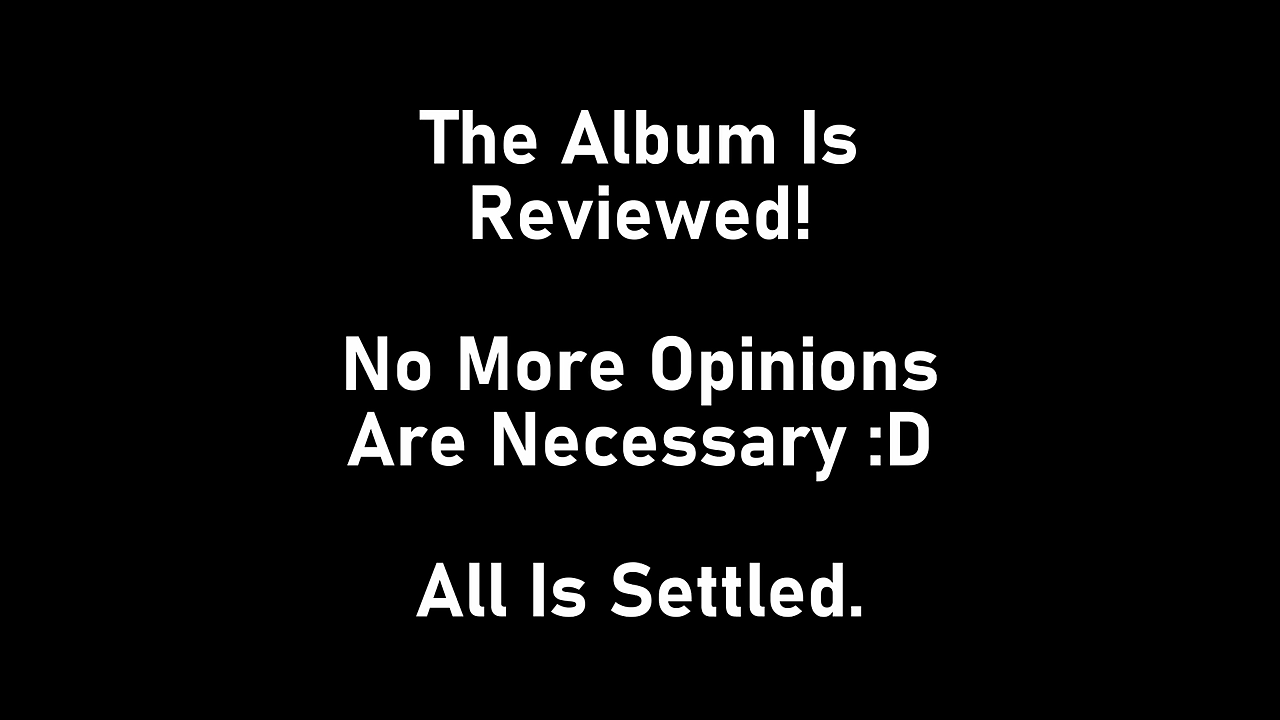 The Album Is
Reviewed!
No More Opinions
Are Necessary :D
All Is Settled.